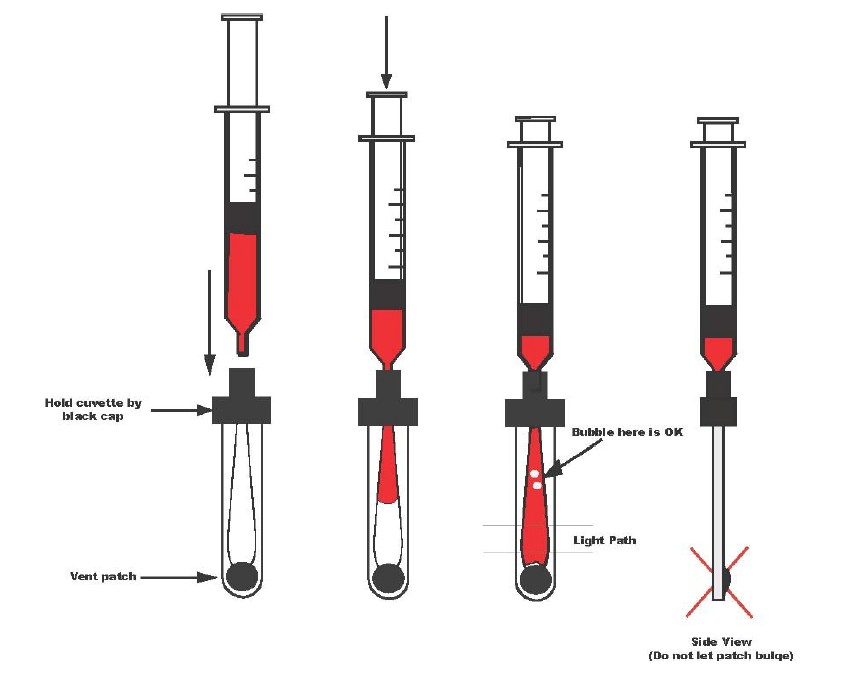 Hold cuvette by
black cap
Bubble here is OK
Light Path
Vent patch
Side View
(Do not let patch bulge)